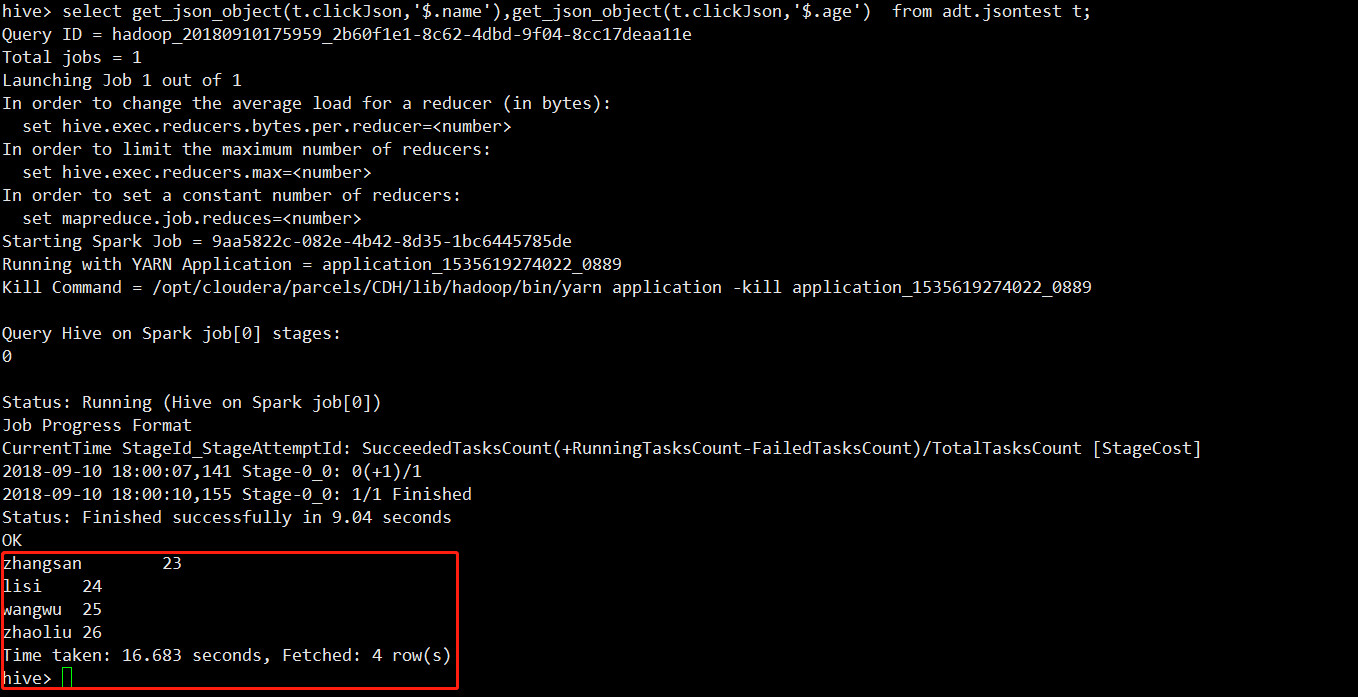 hive> select get_json_object(t.clickJson,'$.name'),get_json_object(t.clickJson,'$.age')  from adt.jsontest t;
Query ID = hadoop_20180910175959_2b60f1e1-8c62-4dbd-9f04-8cc17deaa11e
Total jobs = 1
Launching Job 1 out of 1
In order to change the average load for a reducer (in bytes):
  set hive.exec.reducers.bytes.per.reducer=<number>
In order to limit the maximum number of reducers:
  set hive.exec.reducers.max=<number>
In order to set a constant number of reducers:
  set mapreduce.job.reduces=<number>
Starting Spark Job = 9aa5822c-082e-4b42-8d35-1bc6445785de
Running with YARN Application = application_1535619274022_0889
Kill Command = /opt/cloudera/parcels/CDH/lib/hadoop/bin/yarn application -kill application_1535619274022_0889

Query Hive on Spark job[0] stages:
0

Status: Running (Hive on Spark job[0])
Job Progress Format
CurrentTime StageId_StageAttemptId: SucceededTasksCount(+RunningTasksCount-FailedTasksCount)/TotalTasksCount [StageCost]
2018-09-10 18:00:07,141 Stage-0_0: 0(+1)/1
2018-09-10 18:00:10,155 Stage-0_0: 1/1 Finished
Status: Finished successfully in 9.04 seconds
OK
zhangsan        23
lisi    24
wangwu  25
zhaoliu 26
Time taken: 16.683 seconds, Fetched: 4 row(s)
hive>